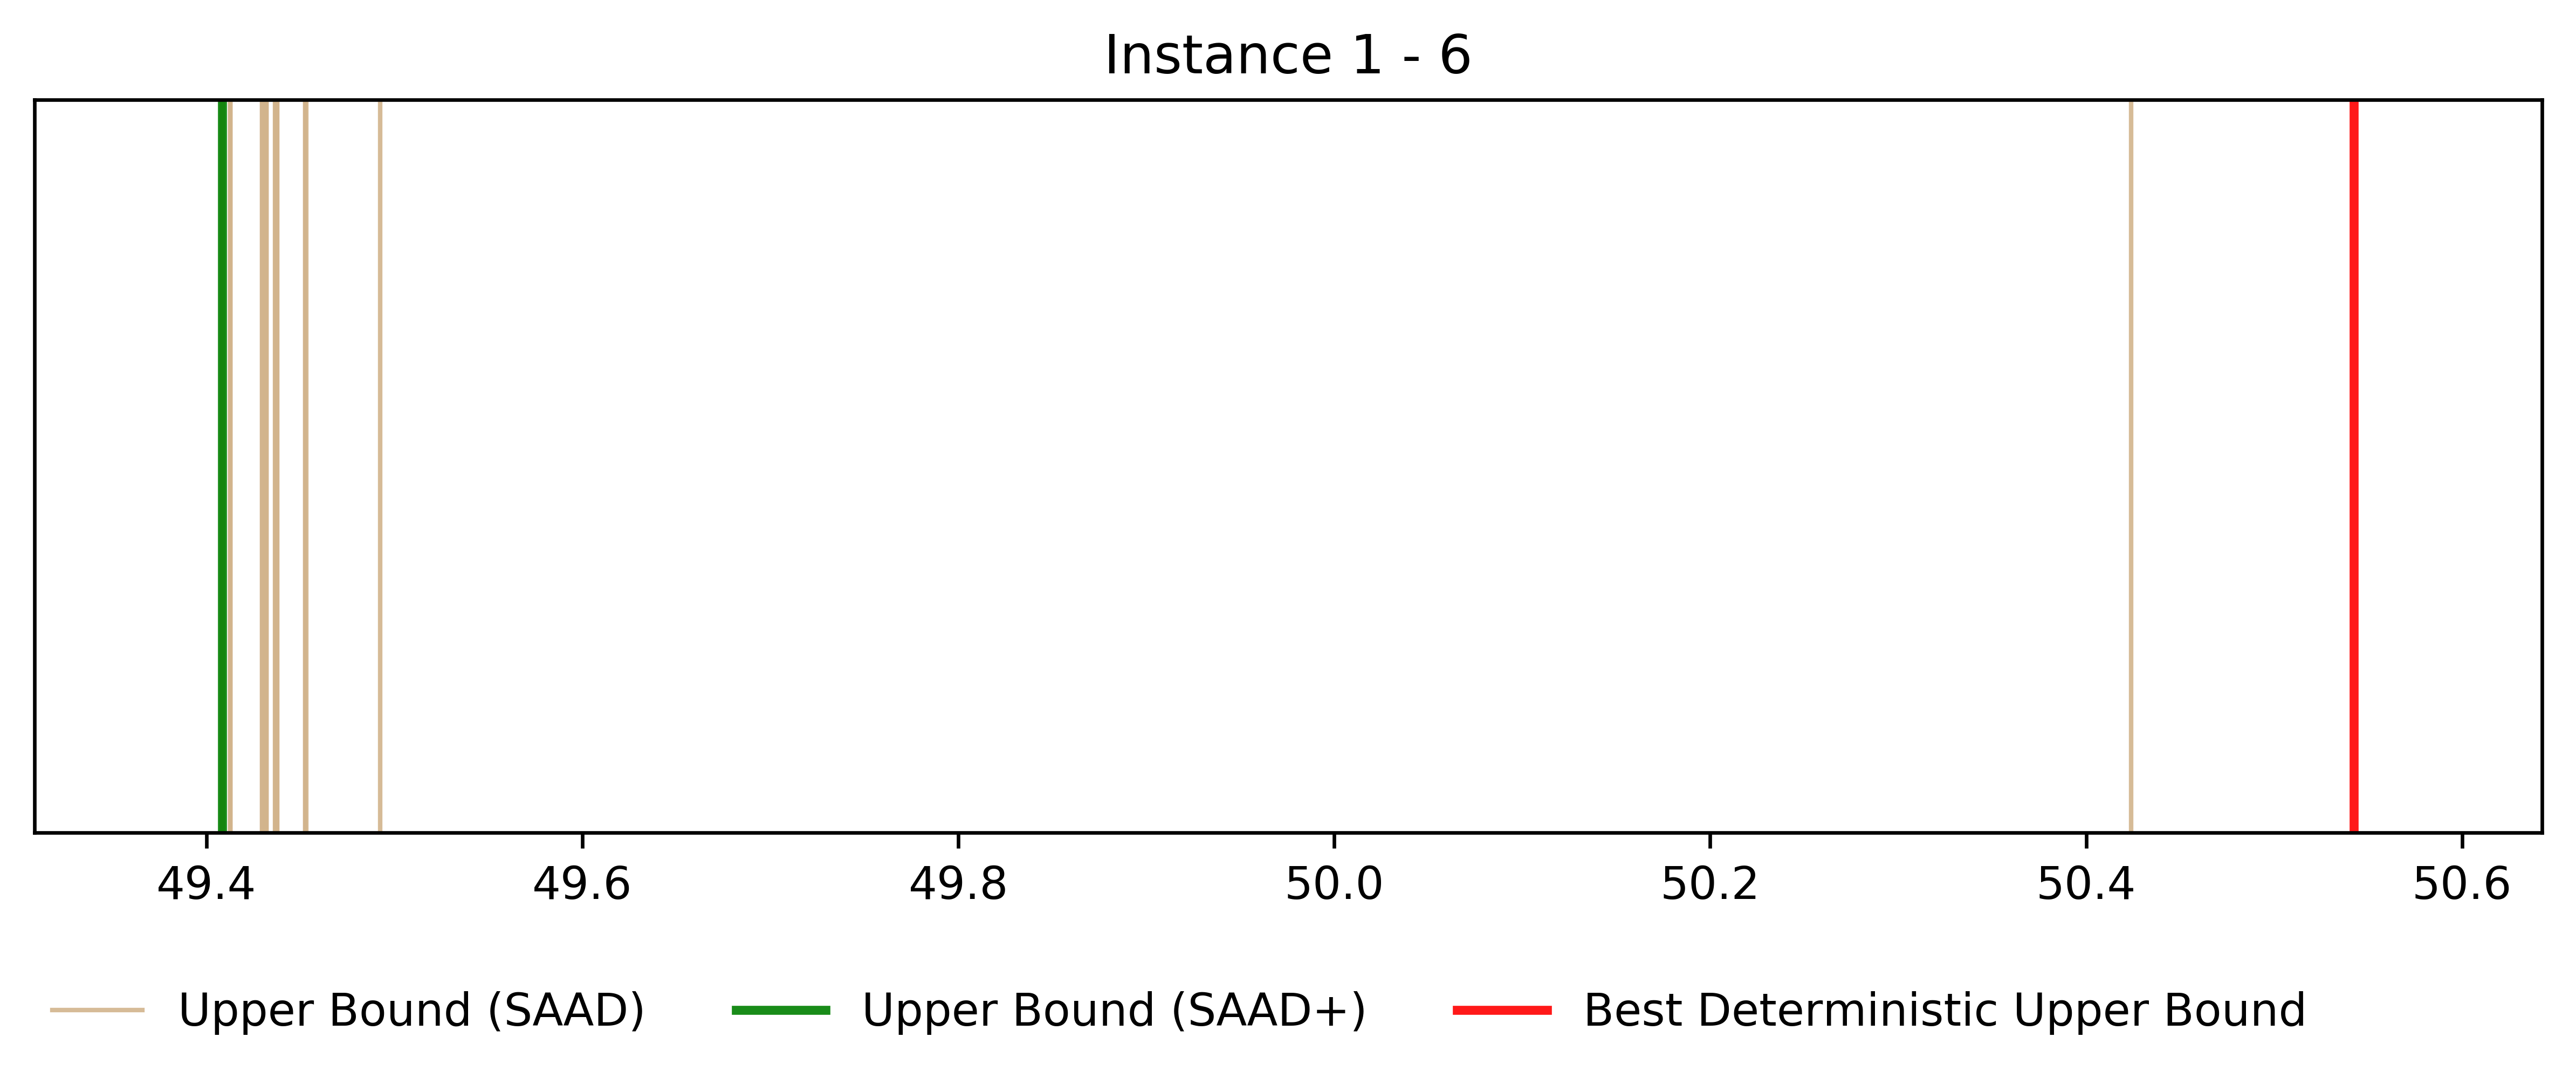 Instance 1 - 6
49.4 49.6 49.8 50.0 50.2 50.4 50.6
Upper Bound (SAAD) Upper Bound (SAAD+) Best Deterministic Upper Bound